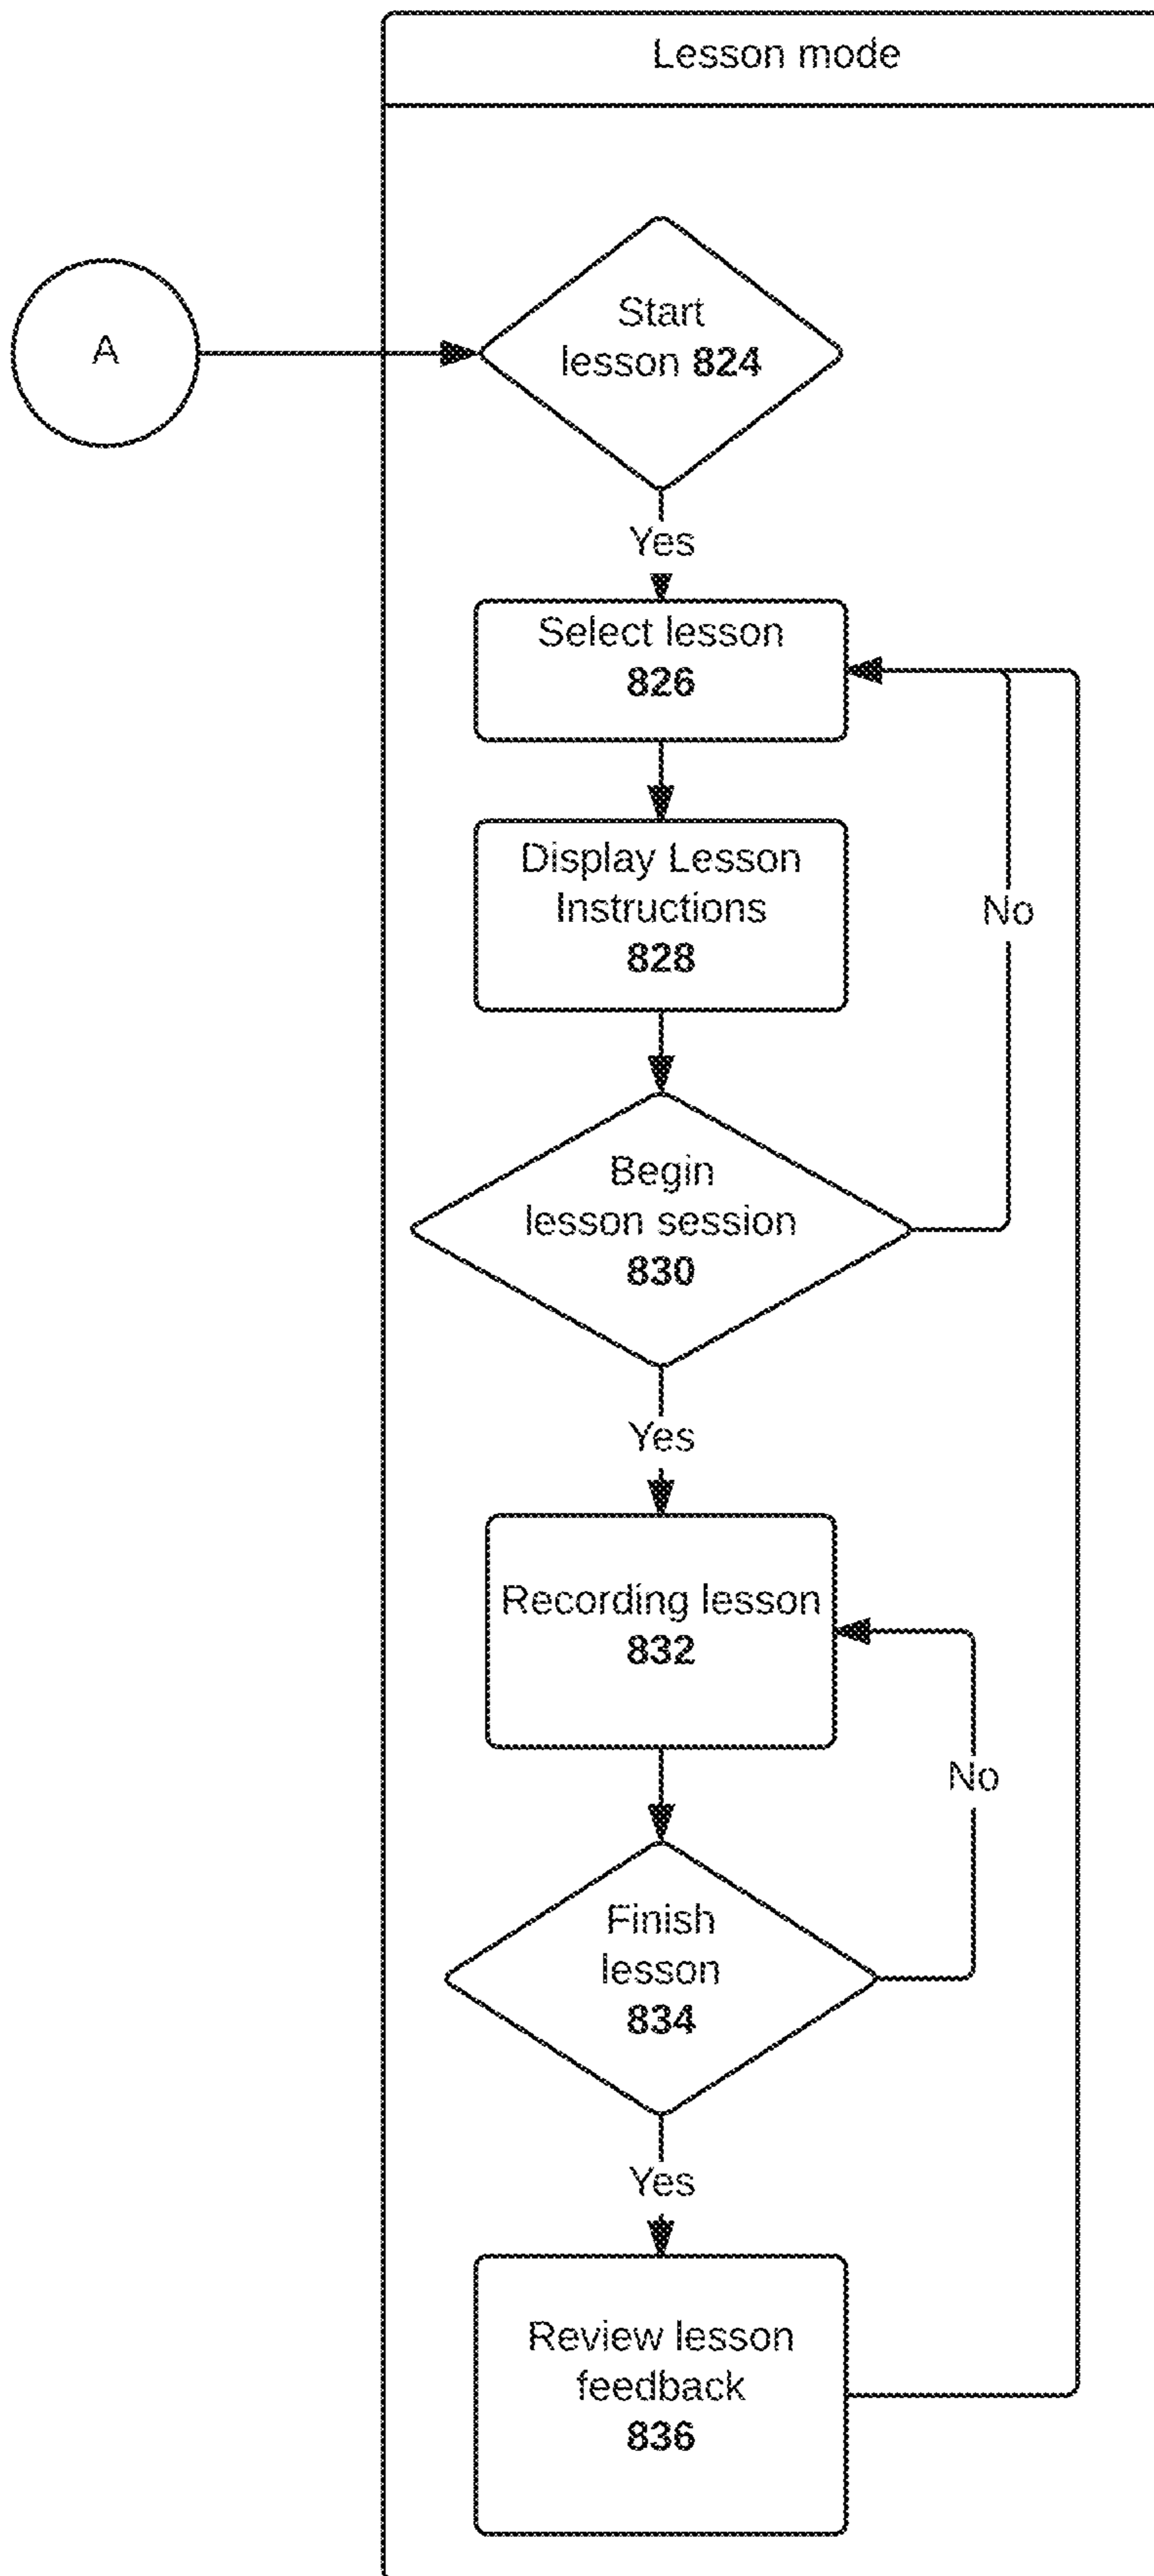 Lesson mode
A
Start
lesson 824
Yes
Select lesson
826
Display Lesson
Instructions
828
No
Begin
lesson session
830
Yes
Recording lesson
832
No
Finish
lesson
834
Yes
Review lesson
feedback
836